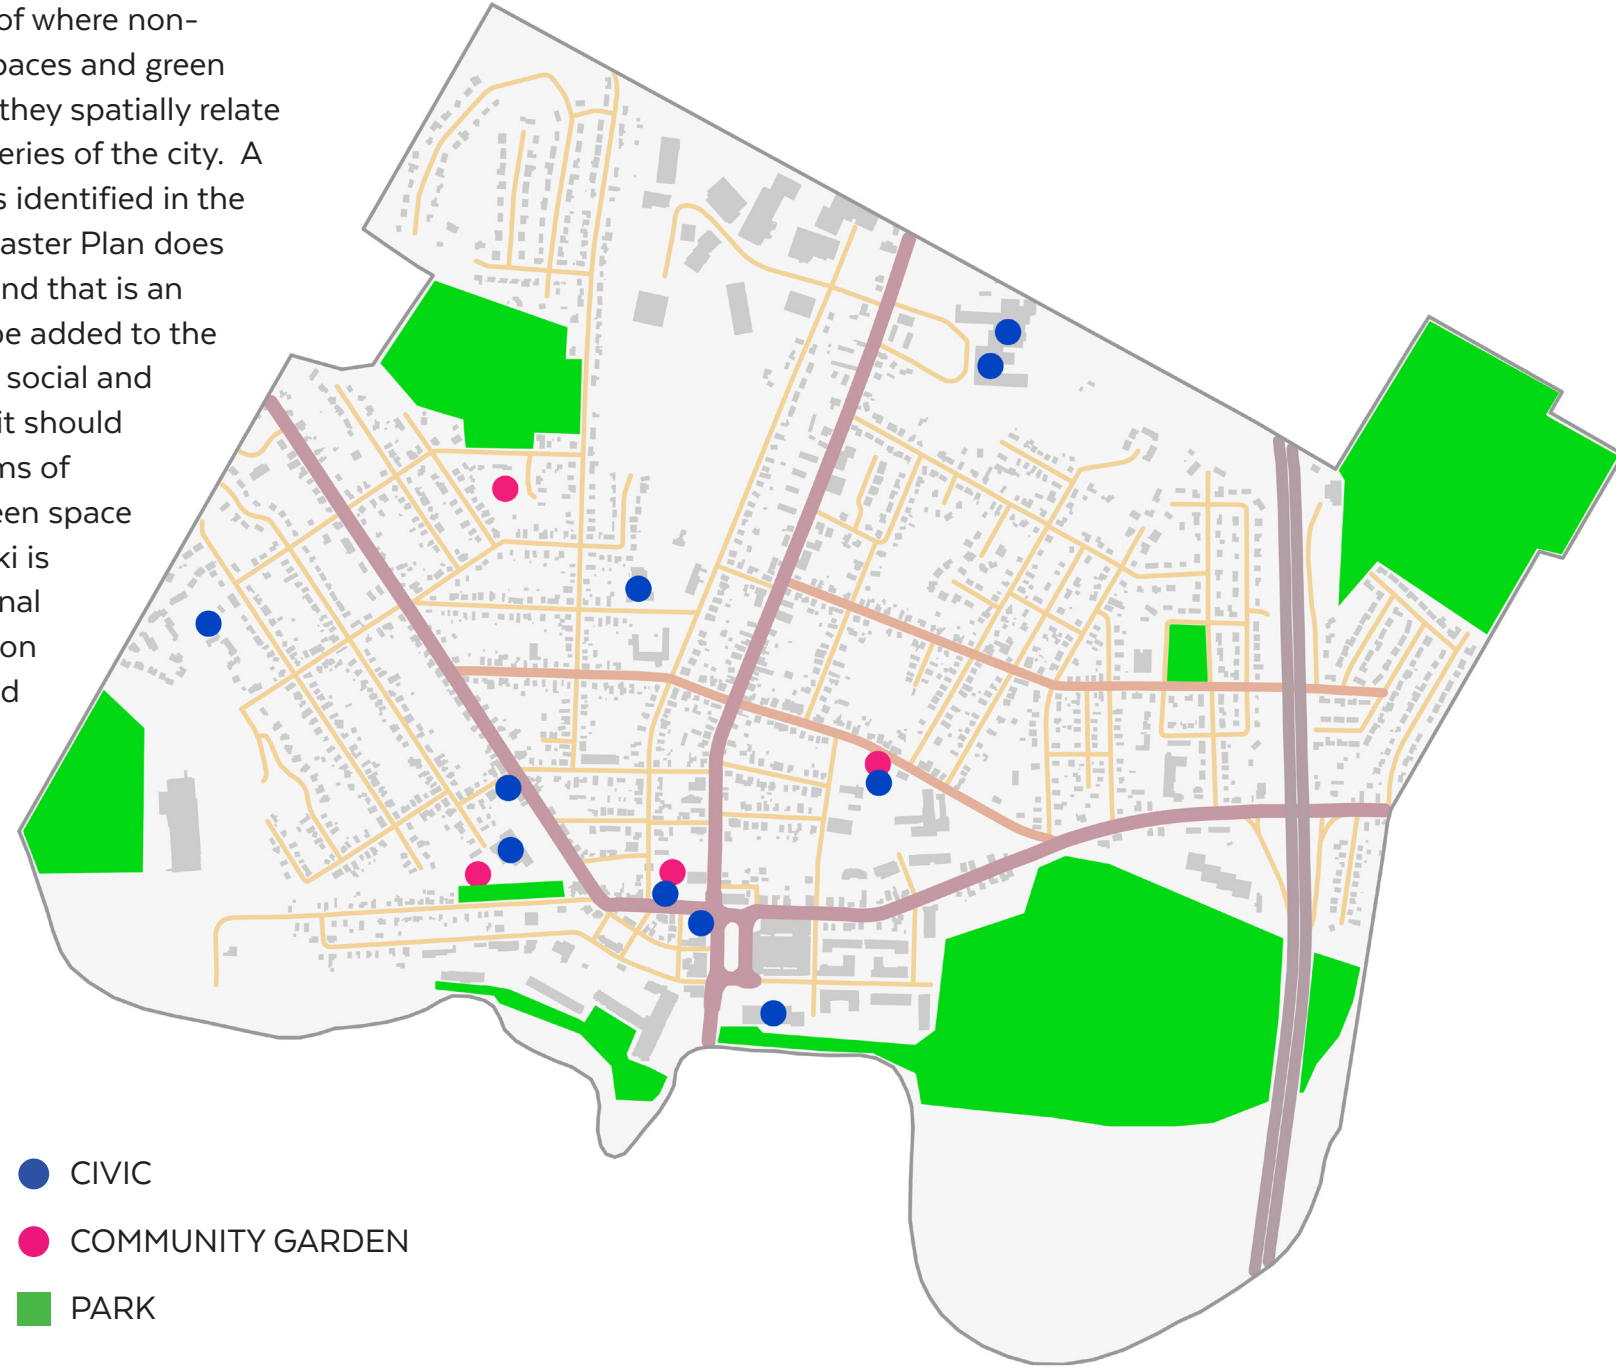 of where non-
paces and green
they spatially relate
eries of the city. A
s identified in the
aster Plan does
nd that is an
be added to the
social and
it should
ms of
een space
ki is
nal
on
d
CIVIC
COMMUNITY GARDEN
PARK